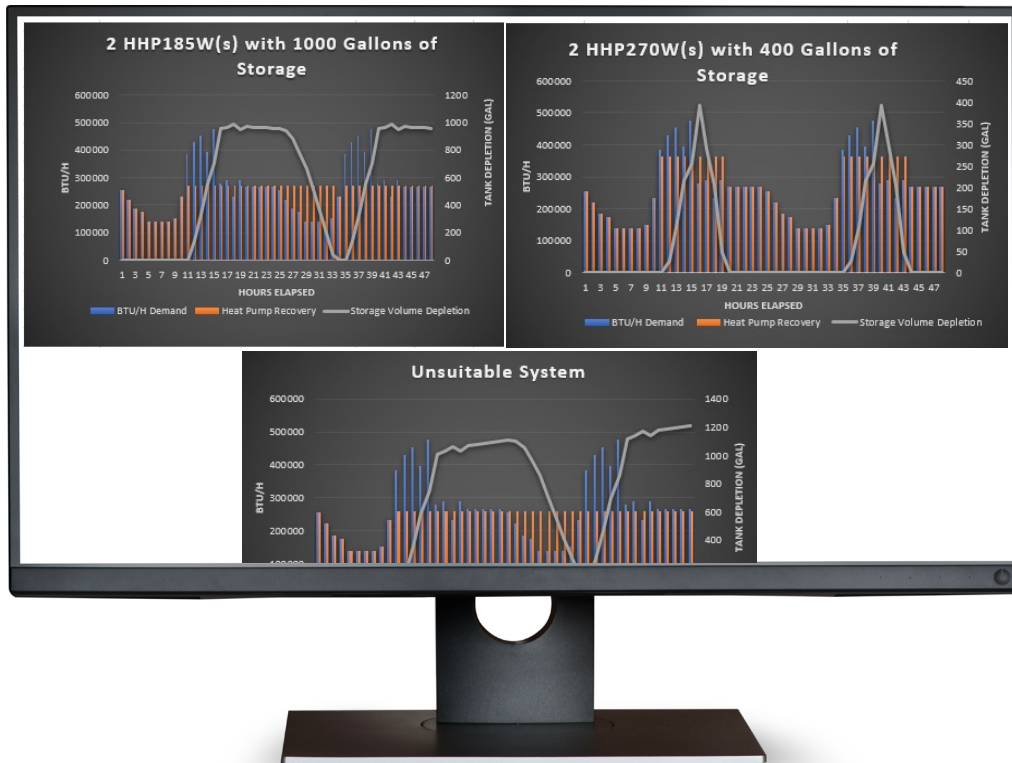 2 HHP185W(s) with 1000 Gallons of
Storage
600000
500000
400000
300000
200000
100000
0
BTU/H
1200
1000
800
600
400
200
0
TANK DEPLETION (GAL)
1 3 5 7 9 11 13 15 17 19 21 23 25 27 29 31 33 35 37 39 41 43 45 47
HOURS ELAPSED
BTU/H Demand Heat Pump Recovery Storage Volume Depletion
2 HHP270W(s) with 400 Gallons of
Storage
600000
500000
400000
300000
200000
100000
0
BTU/H
450
400
350
300
250
200
150
100
50
0
TANK DEPLETION (GAL)
1 3 5 7 9 11 13 15 17 19 21 23 25 27 29 31 33 35 37 39 41 43 45 47
HOURS ELAPSED
BTU/H Demand Heat Pump Recovery Storage Volume Depletion
Unsuitable System
600000
500000
400000
300000
200000
BTU/H
1400
1200
1000
800
600
400
TANK DEPLETION (GAL)